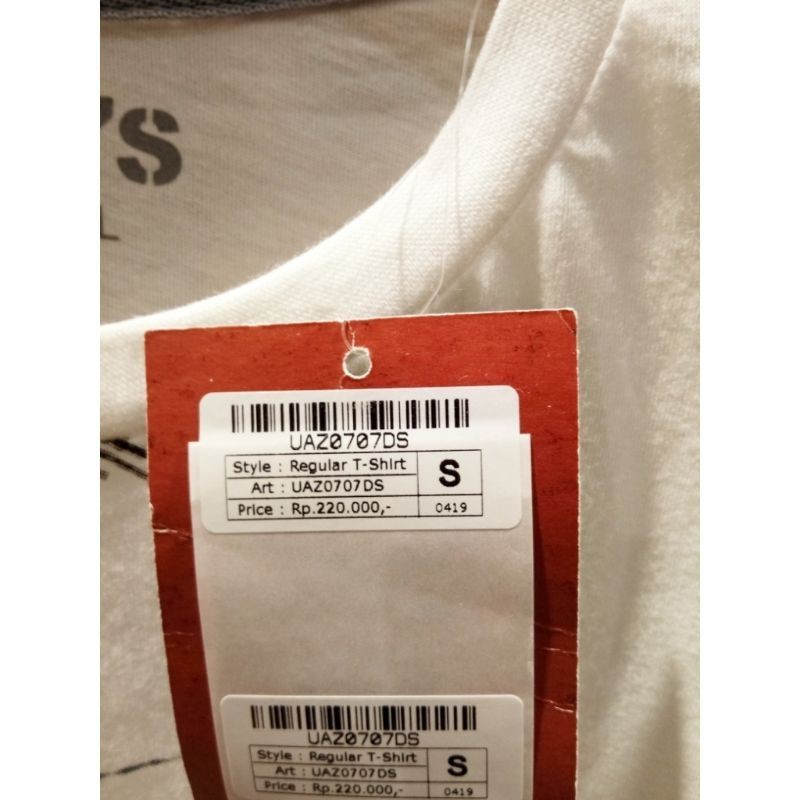 'S
UAZ0707DS
Style : Regular T-Shirt
S
Art : UAZ0707DS
Price : Rp.220.000,-
0419
UAZ0707DS
Style : Regular T-Shirt
S
Art : UAZ0707DS
Price : Rp.220.000,-
0419